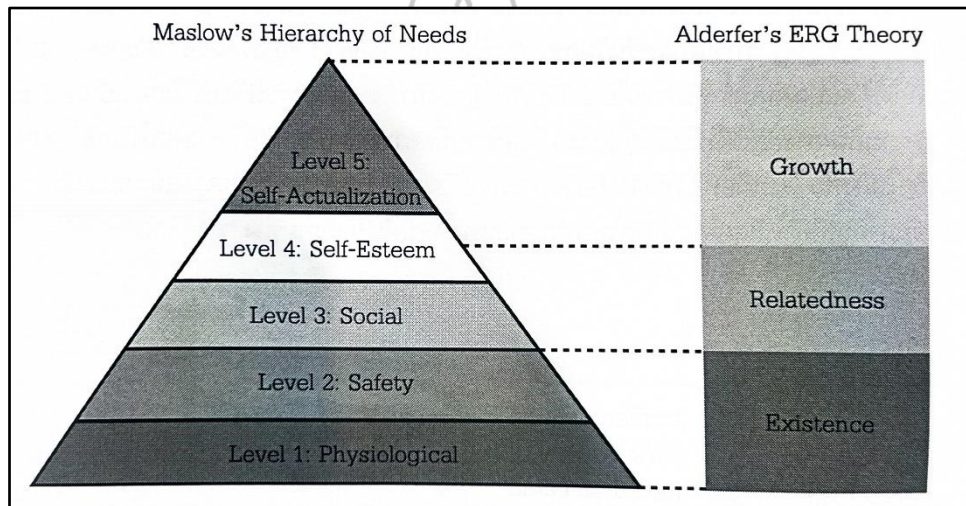 Maslow's Hierarchy of Needs
Alderfer's ERG Theory
Level 5:
Self-Actualization
Growth
Level 4: Self-Esteem
Relatedness
Level 3: Social
Level 2: Safety
Existence
Level 1: Physiological